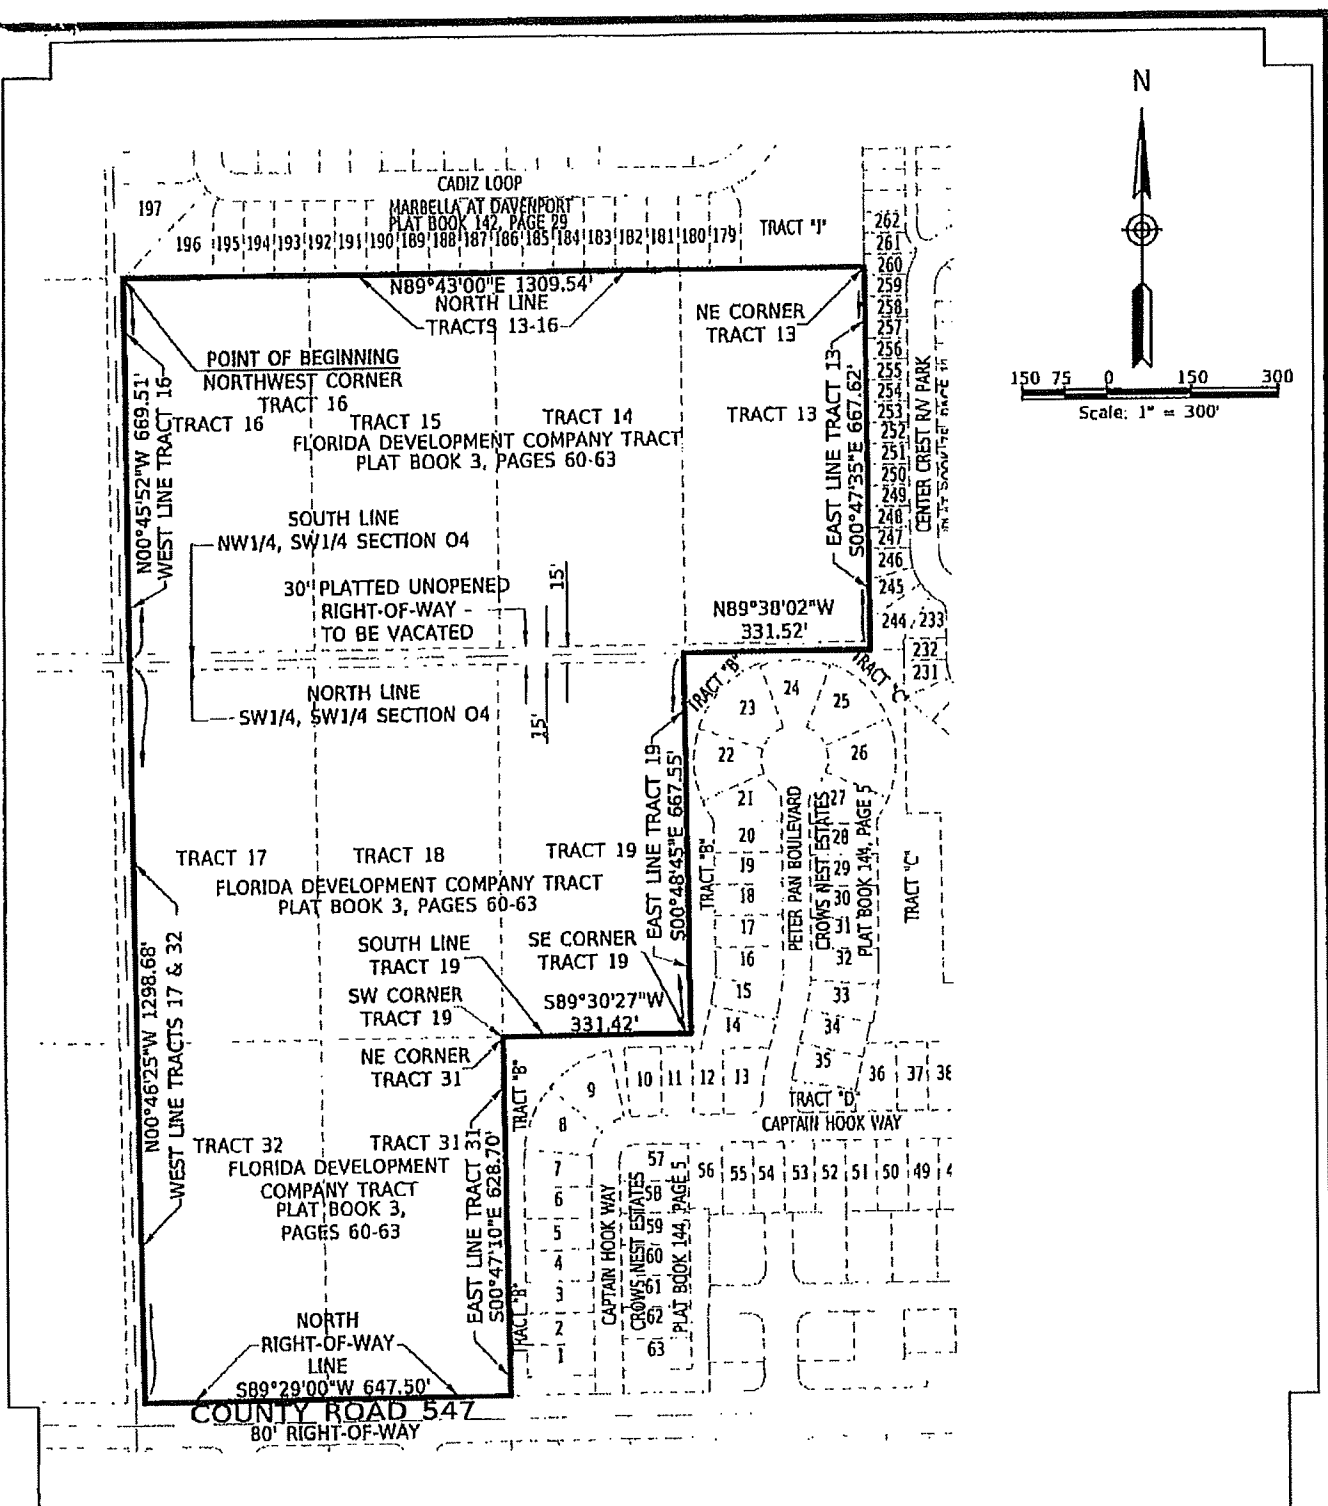 N
CADIZ LOOP
197
MARBELLA AT DAVENPORT
PLAT BOOK 142, PAGE 29
TRACT "J"
196 195 194 193 192 191 190 189 188 187 186 185 184 183 182 181 180 179
262
261
260
259
258
257
256
255
254
253
252
251
250
249
248
247
246
245
244 233
232
231
CENTER CREST R/V PARK
150 75 0 150 300
Scale: 1" = 300'
N89°43'00"E 1309.54'
NORTH LINE
TRACTS 13-16
NE CORNER
TRACT 13
POINT OF BEGINNING
NORTHWEST CORNER
TRACT 16
TRACT 16
TRACT 15
TRACT 14
TRACT 13
FLORIDA DEVELOPMENT COMPANY TRACT
PLAT BOOK 3, PAGES 60-63
N00°45'52"W 669.51'
WEST LINE TRACT 16
EAST LINE TRACT 13
S00°47'35"E 667.62'
SOUTH LINE
NW1/4, SW1/4 SECTION 04
30' PLATTED UNOPENED
RIGHT-OF-WAY -
TO BE VACATED
15'
N89°38'02"W
331.52'
NORTH LINE
SW1/4, SW1/4 SECTION 04
15'
TRACT "B"
TRACT "C"
24
23
25
22
26
21
27
20
28
19
29
18
30
17
31
16
32
15
33
14
34
35
PETER PAN BOULEVARD
CROWS NEST ESTATES
PLAT BOOK 144, PAGE 5
TRACT "B"
TRACT "C"
EAST LINE TRACT 19
S00°48'45"E 667.55'
TRACT 17
TRACT 18
TRACT 19
FLORIDA DEVELOPMENT COMPANY TRACT
PLAT BOOK 3, PAGES 60-63
SOUTH LINE
TRACT 19
SE CORNER
TRACT 19
SW CORNER
TRACT 19
S89°30'27"W
331.42'
NE CORNER
TRACT 31
N00°46'25"W 1298.68'
WEST LINE TRACTS 17 & 32
TRACT "B"
9
10 11 12 13
36 37
TRACT "D"
CAPTAIN HOOK WAY
8
7
6
5
4
3
2
1
57
58
59
60
61
62
63
56 55 54 53 52 51 50 49
CAPTAIN HOOK WAY
CROWS NEST ESTATES
PLAT BOOK 144, PAGE 5
TRACT 32
TRACT 31
FLORIDA DEVELOPMENT
COMPANY TRACT
PLAT BOOK 3,
PAGES 60-63
EAST LINE TRACT 31
S00°47'10"E 628.70'
"B"
NORTH
RIGHT-OF-WAY
LINE
S89°29'00"W 647.50'
COUNTY ROAD 547
80' RIGHT-OF-WAY